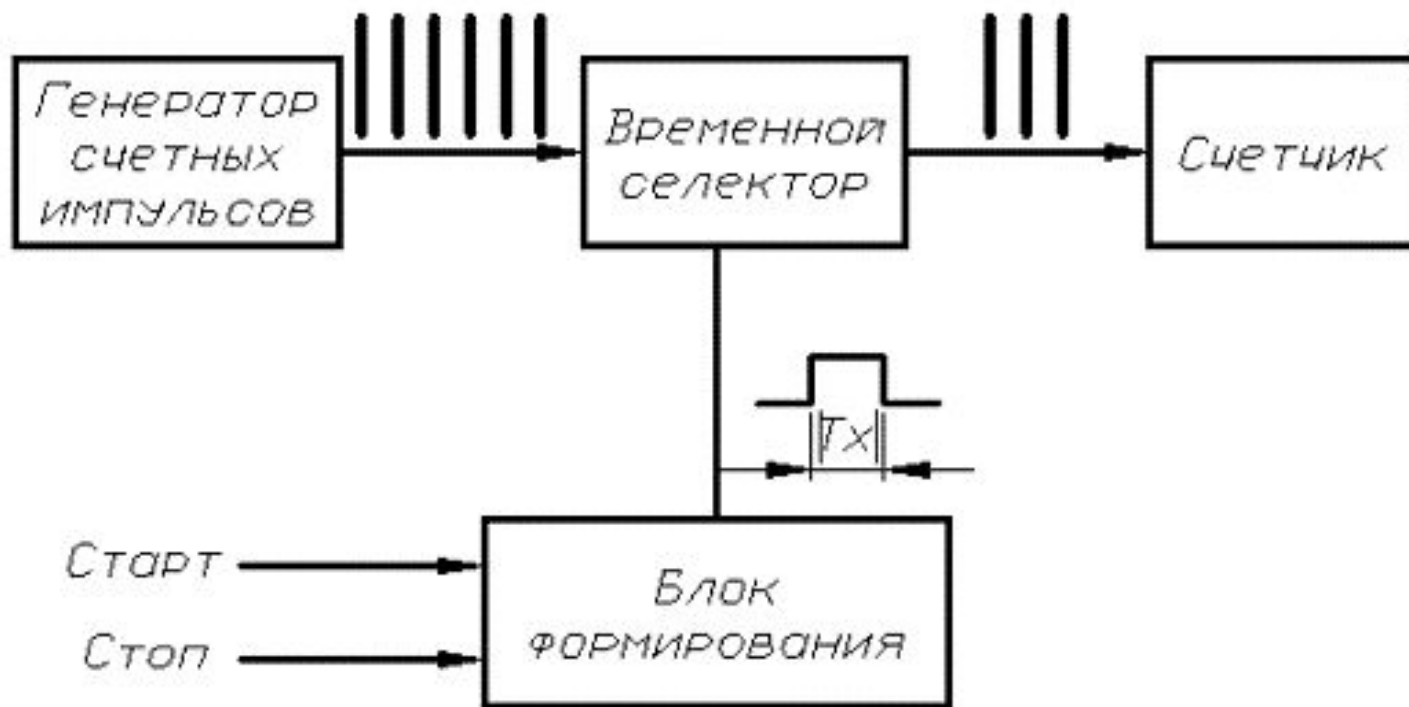 Генератор
счетных
импульсов
Временной
селектор
Счетчик
Tx
Старт
Стоп
Блок
формирования